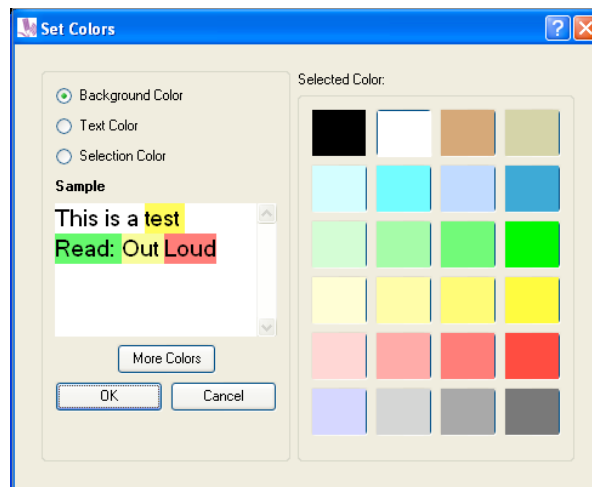 Set Colors
Background Color
Text Color
Selection Color
Sample
This is a test
Read: Out Loud
More Colors
OK
Cancel
Selected Color: